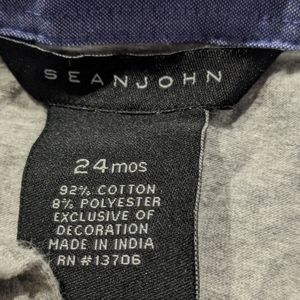 SEANJOHN
24mos
92% COTTON
8% POLYESTER
EXCLUSIVE OF
DECORATION
MADE IN INDIA
RN #13706